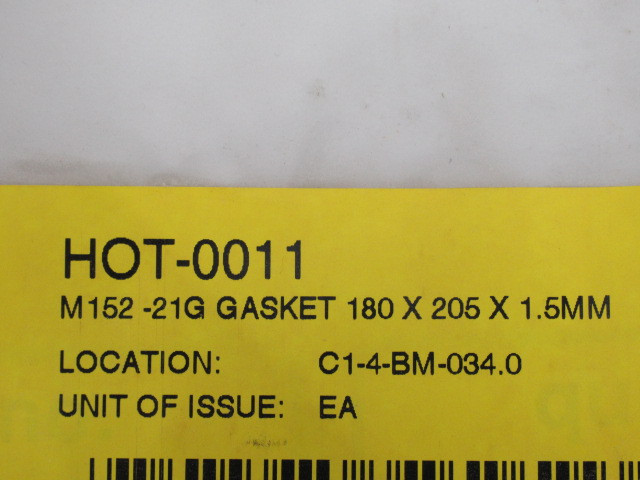 HOT-0011
M152 -21G GASKET 180 X 205 X 1.5MM
LOCATION: C1-4-BM-034.0
UNIT OF ISSUE: EA